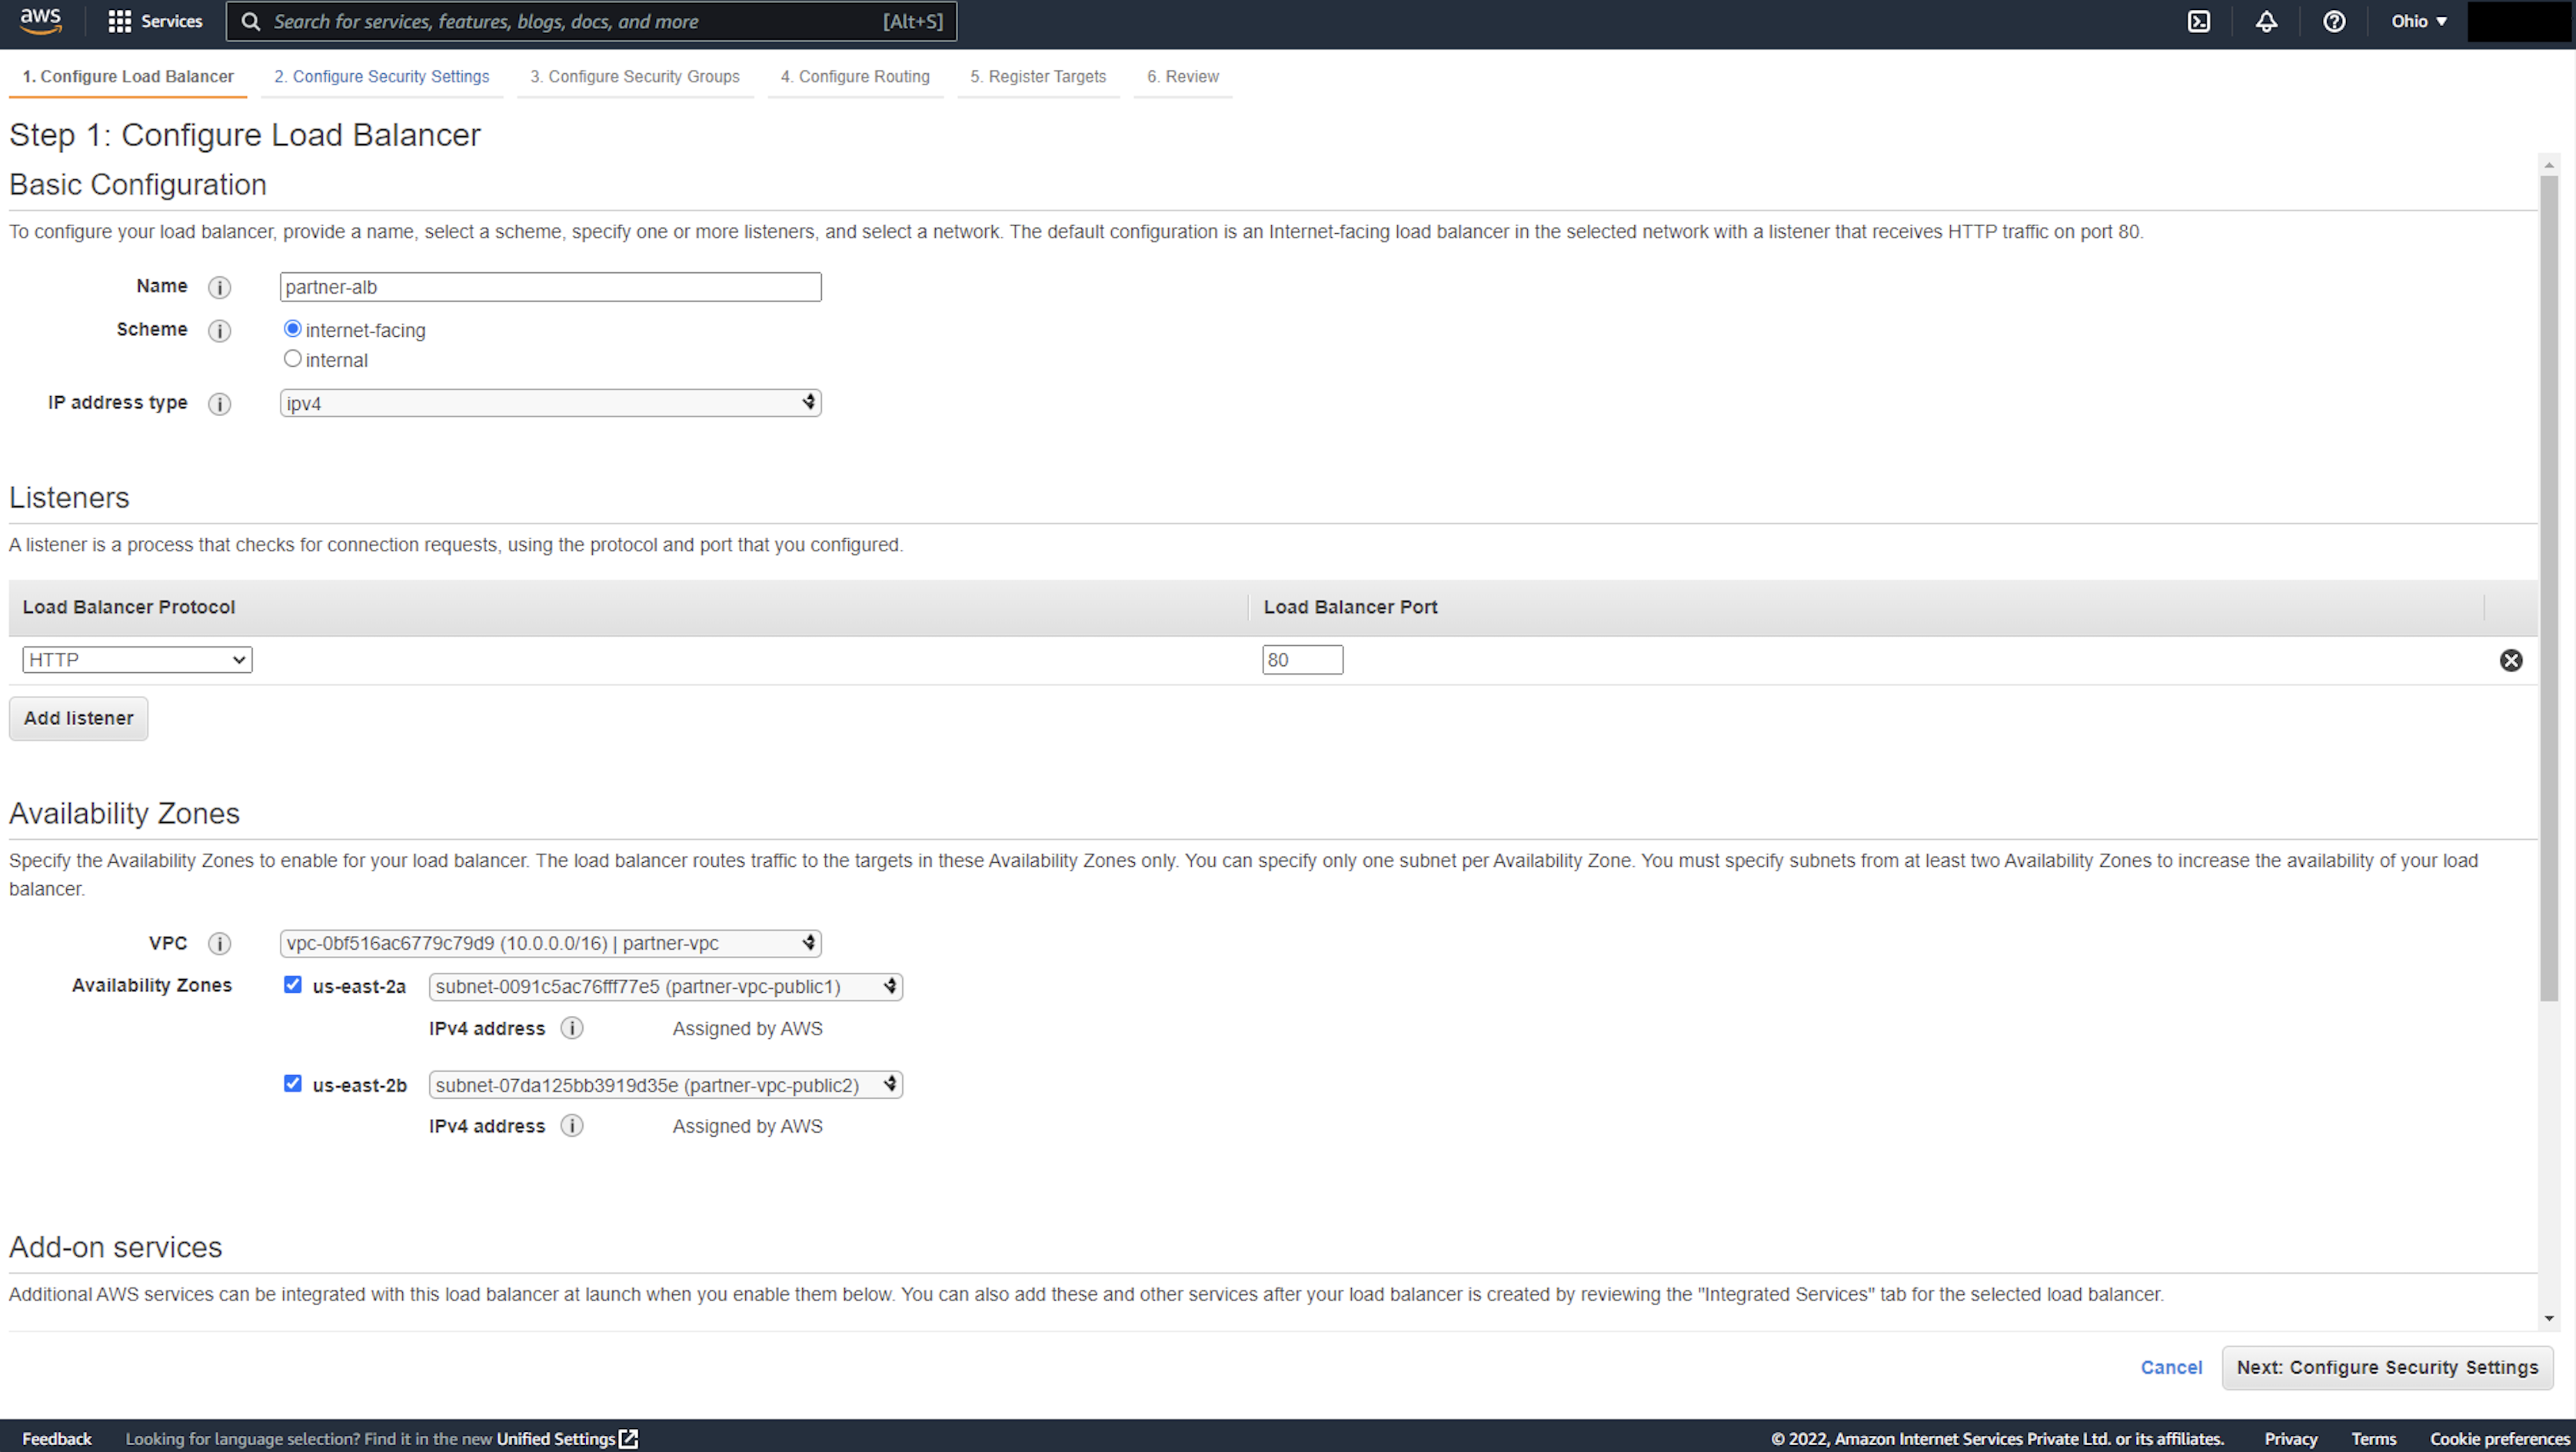 aws Services Search for services, features, blogs, docs, and more [Alt+S] Ohio
1. Configure Load Balancer 2. Configure Security Settings 3. Configure Security Groups 4. Configure Routing 5. Register Targets 6. Review
Step 1: Configure Load Balancer
Basic Configuration
To configure your load balancer, provide a name, select a scheme, specify one or more listeners, and select a network. The default configuration is an Internet-facing load balancer in the selected network with a listener that receives HTTP traffic on port 80.
Name i partner-alb
Scheme i internet-facing
internal
IP address type i ipv4
Listeners
A listener is a process that checks for connection requests, using the protocol and port that you configured.
Load Balancer Protocol Load Balancer Port
HTTP 80
Add listener
Availability Zones
Specify the Availability Zones to enable for your load balancer. The load balancer routes traffic to the targets in these Availability Zones only. You can specify only one subnet per Availability Zone. You must specify subnets from at least two Availability Zones to increase the availability of your load
balancer.
VPC i vpc-0bf516ac6779c79d9 (10.0.0.0/16) | partner-vpc
Availability Zones us-east-2a subnet-0091c5ac76fff77e5 (partner-vpc-public1)
IPv4 address i Assigned by AWS
us-east-2b subnet-07da125bb3919d35e (partner-vpc-public2)
IPv4 address i Assigned by AWS
Add-on services
Additional AWS services can be integrated with this load balancer at launch when you enable them below. You can also add these and other services after your load balancer is created by reviewing the "Integrated Services" tab for the selected load balancer.
Cancel Next: Configure Security Settings
Feedback Looking for language selection? Find it in the new Unified Settings © 2022, Amazon Internet Services Private Ltd. or its affiliates. Privacy Terms Cookie preferences